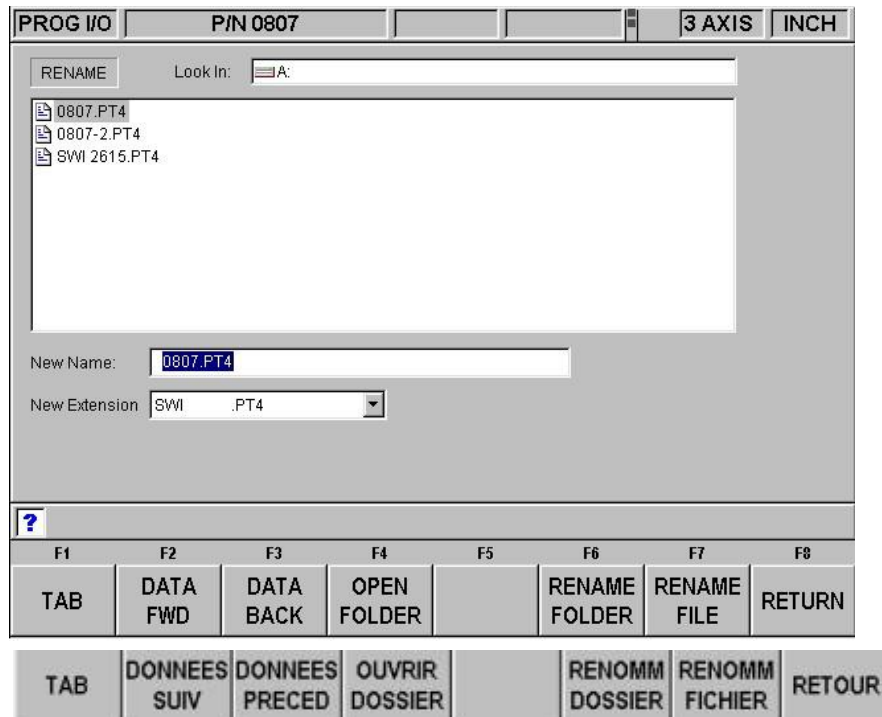 PROG I/O P/N 0807 3 AXIS INCH
RENAME Look In: A:
0807.PT4
0807-2.PT4
SWI 2615.PT4
New Name: 0807.PT4
New Extension SWI .PT4
?
F1 F2 F3 F4 F5 F6 F7 F8
TAB DATA FWD DATA BACK OPEN FOLDER RENAME FOLDER RENAME FILE RETURN
TAB DONNEES SUIV DONNEES PRECED OUVRIR DOSSIER RENOMM DOSSIER RENOMM FICHIER RETOUR